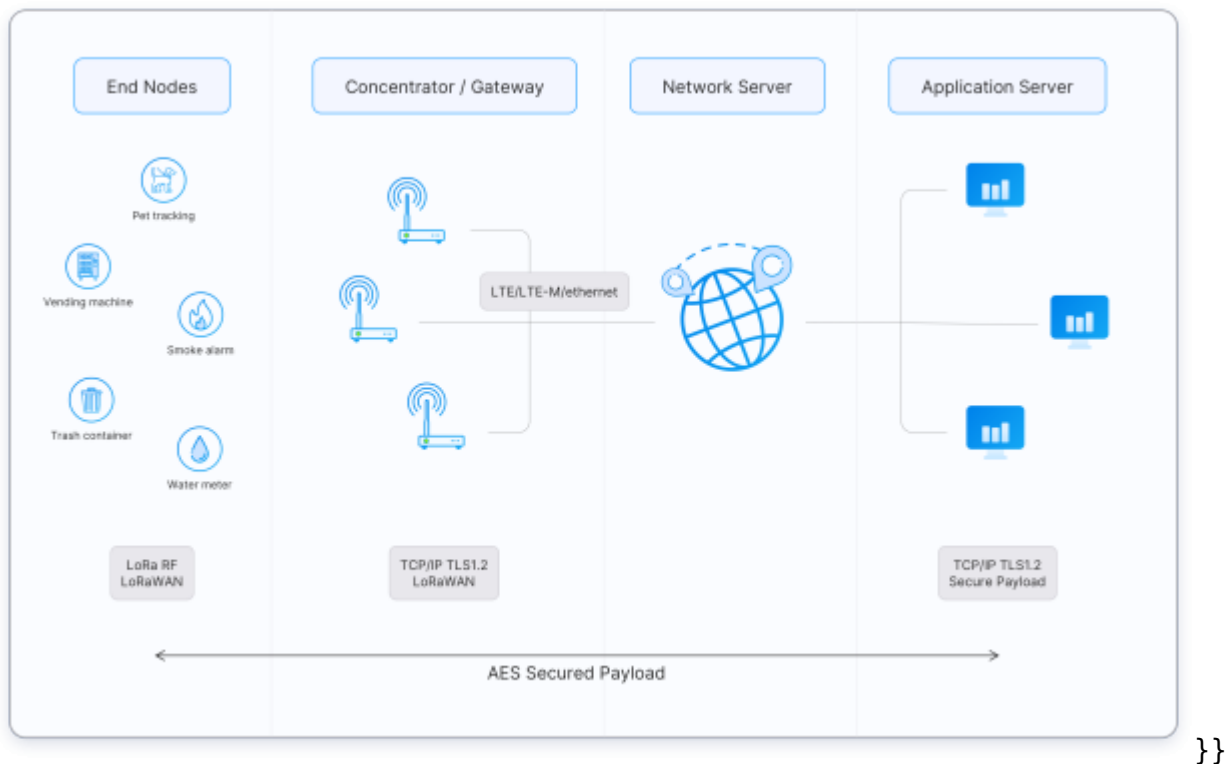 End Nodes
Concentrator / Gateway
Network Server
Application Server
Pet tracking
Vending machine
Smoke alarm
Trash container
Water meter
LTE/LTE-M/ethernet
LoRa RF
LoRaWAN
TCP/IP TLS1.2
LoRaWAN
TCP/IP TLS1.2
Secure Payload
AES Secured Payload
}}